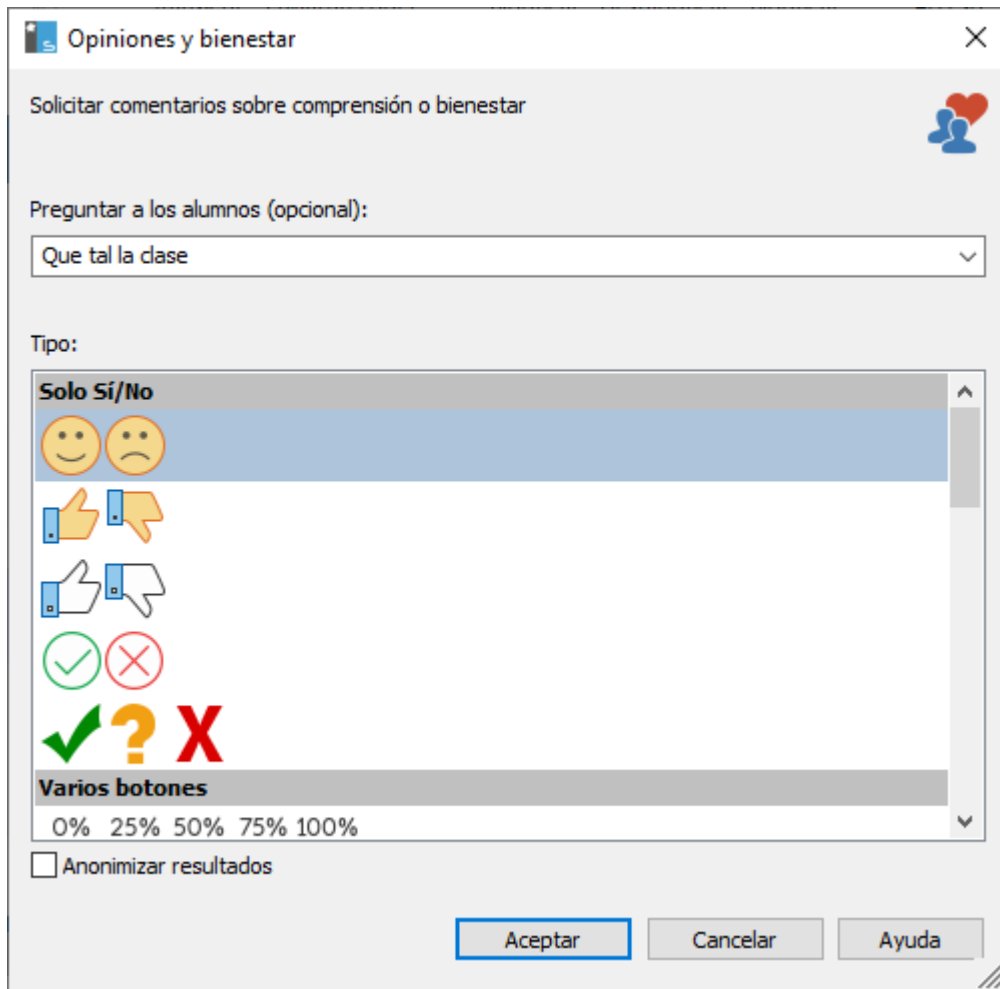 Opiniones y bienestar
Solicitar comentarios sobre comprensión o bienestar
Preguntar a los alumnos (opcional):
Que tal la clase
Tipo:
Solo Sí/No
? X
Varios botones
0% 25% 50% 75% 100%
Anonimizar resultados
Aceptar Cancelar Ayuda